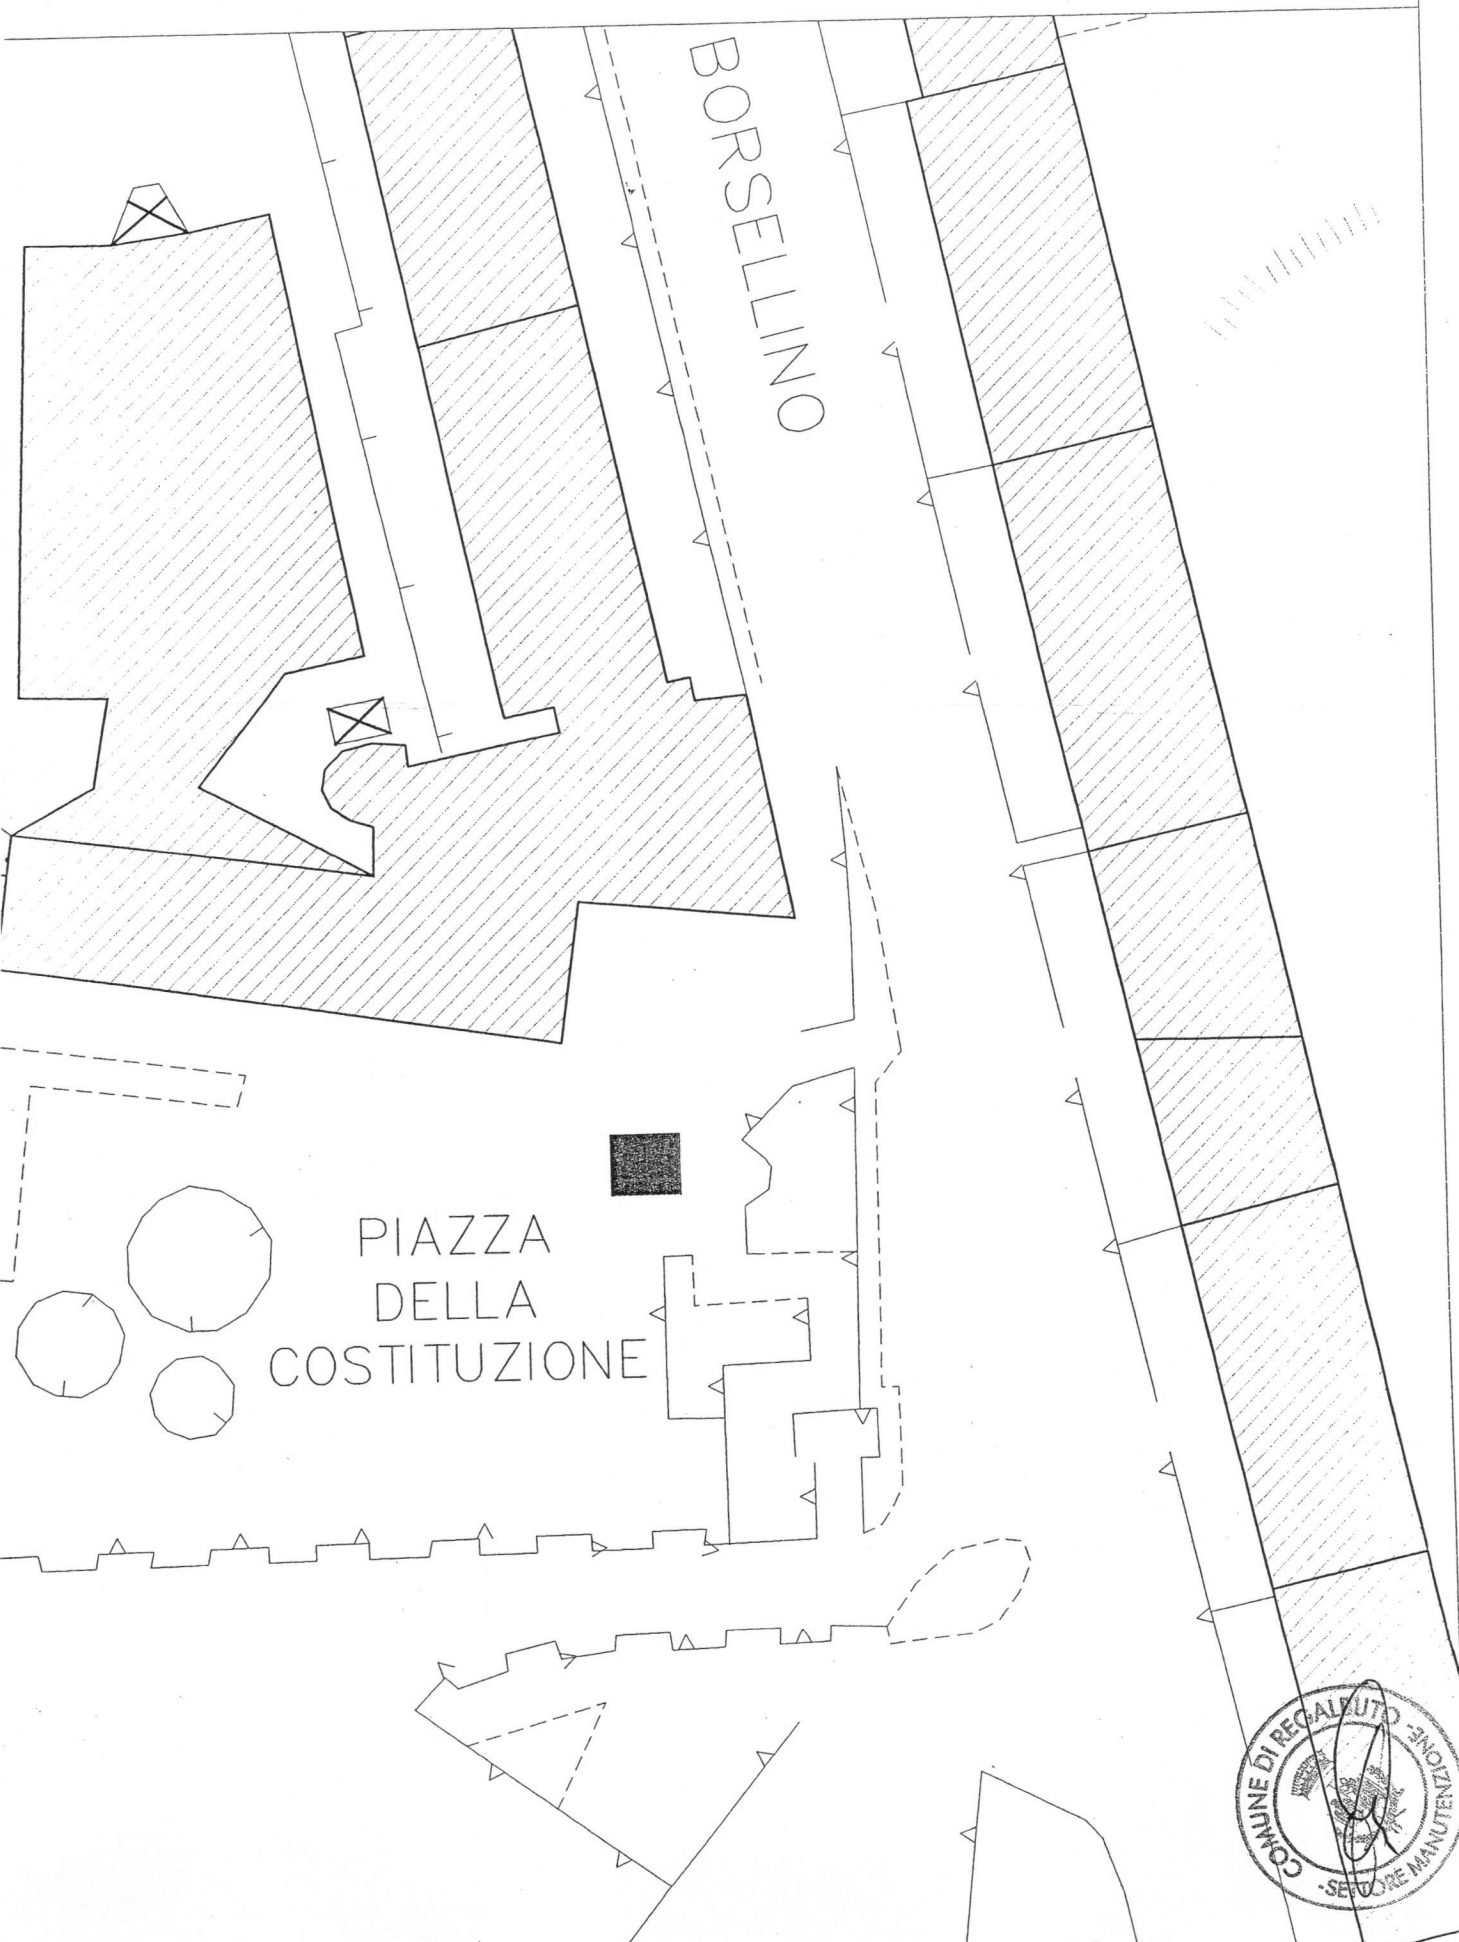 BORSELLINO
PIAZZA
DELLA
COSTITUZIONE
COMUNE DI REGALBUTO -
-SETTORE MANUTENZIONE-